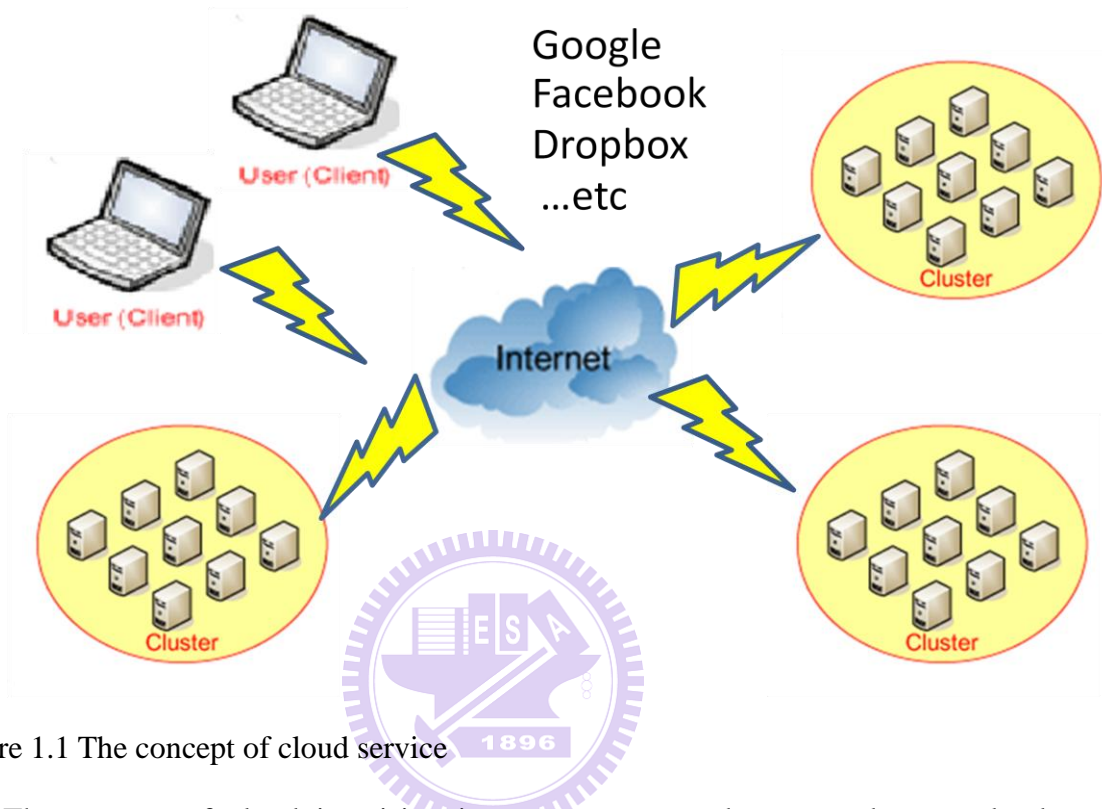 Google
Facebook
Dropbox
...etc
User (Client)
User (Client)
Cluster
Internet
Cluster
Cluster
E S A
1896
re 1.1 The concept of cloud service